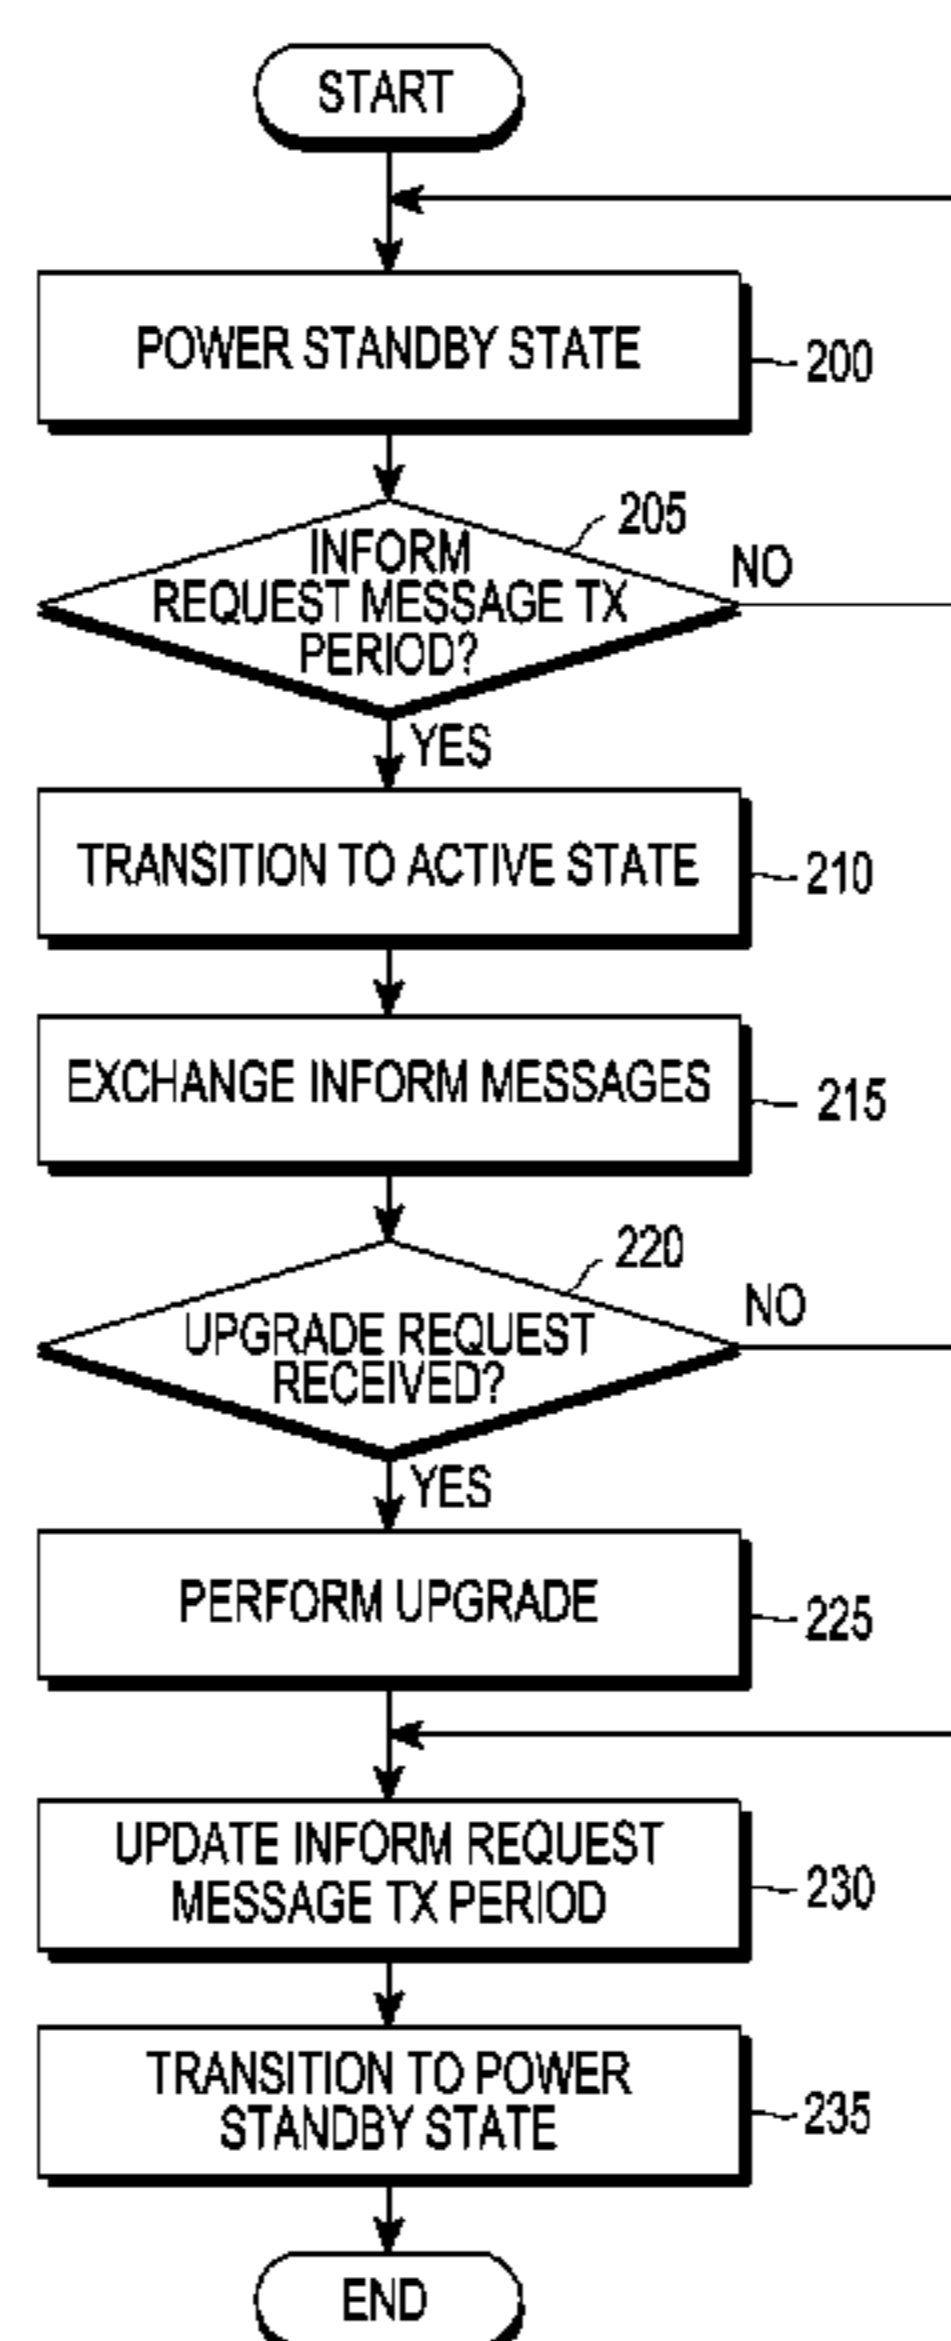 START
POWER STANDBY STATE
200
205
INFORM
REQUEST MESSAGE TX
PERIOD?
NO
YES
TRANSITION TO ACTIVE STATE
210
EXCHANGE INFORM MESSAGES
215
220
UPGRADE REQUEST
RECEIVED?
NO
YES
PERFORM UPGRADE
225
UPDATE INFORM REQUEST
MESSAGE TX PERIOD
230
TRANSITION TO POWER
STANDBY STATE
235
END